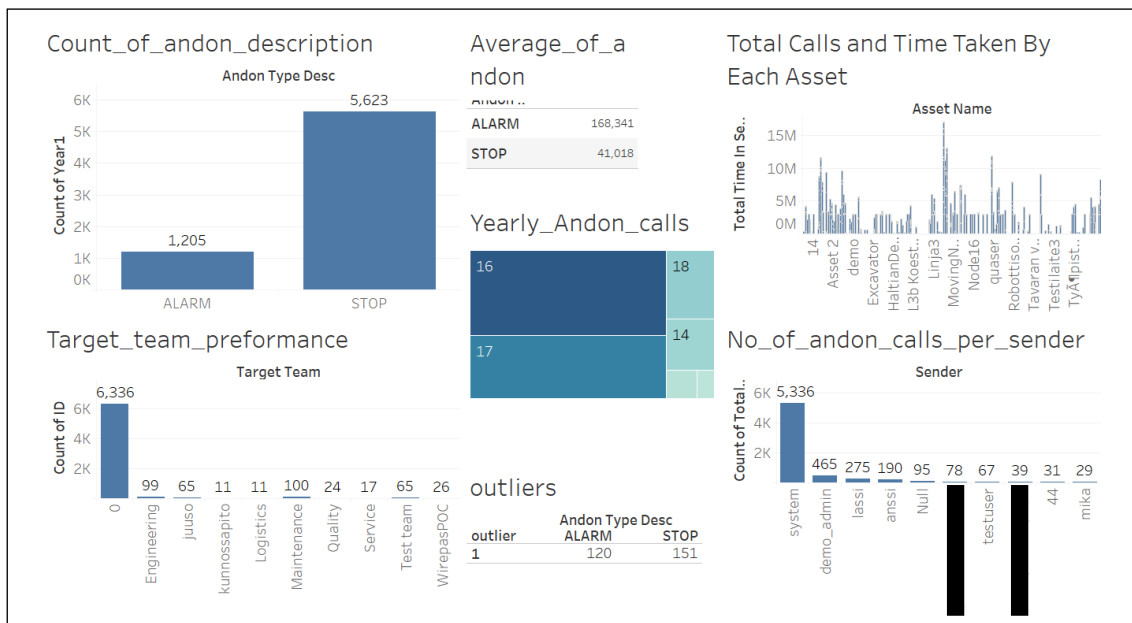 Count_of_andon_description
Andon Type Desc
Count of Year1
6K
5K
4K
3K
2K
1K
0K
1,205
5,623
ALARM
STOP
Average_of_a
ndon
ALARM 168,341
STOP 41,018
Total Calls and Time Taken By
Each Asset
Asset Name
Total Time In Se..
15M
10M
5M
0M
14
Asset 2
demo
Excavator
HaltianDe..
L3b Koest..
Linja3
MovingN..
Node16
quaser
Robottiso..
Tavaran v..
Testilaite3
TyÃ¶pist..
Yearly_Andon_calls
16
17
18
14
Target_team_preformance
Target Team
Count of ID
6K
4K
2K
6,336
99
65
11
11
100
24
17
65
26
0
Engineering
juuso
kunnossapito
Logistics
Maintenance
Quality
Service
Test team
WirepasPOC
outliers
Andon Type Desc
outlier ALARM STOP
1 120 151
No_of_andon_calls_per_sender
Sender
Count of Total..
6K
4K
2K
5,336
465
275
190
95
78
67
39
31
29
system
demo_admin
lassi
anssi
Null
testuser
44
mika